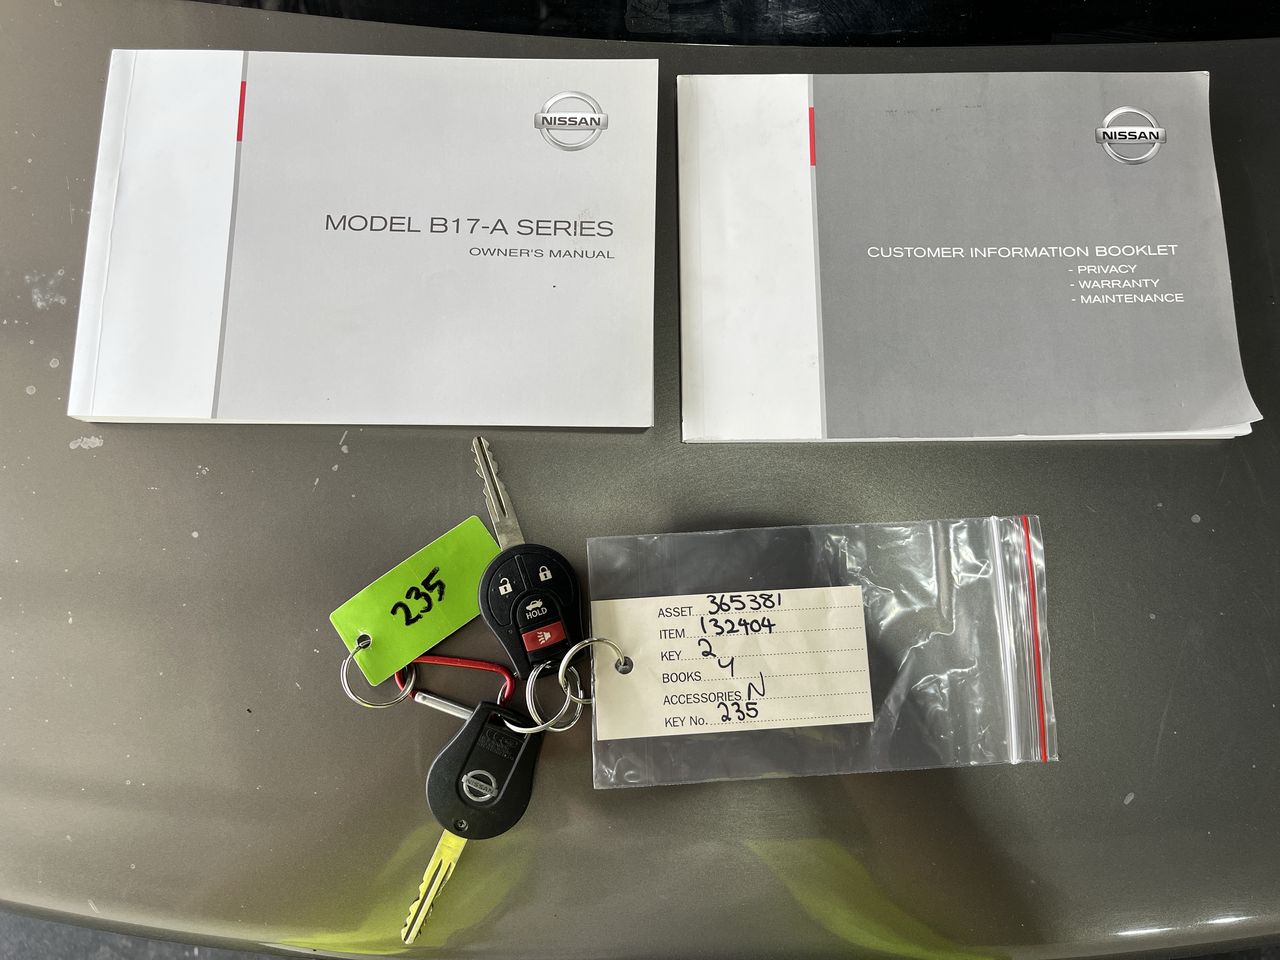 NISSAN
MODEL B17-A SERIES
OWNER'S MANUAL
NISSAN
CUSTOMER INFORMATION BOOKLET
- PRIVACY
- WARRANTY
- MAINTENANCE
235
HOLD
NISSAN
ASSET 365381
ITEM 132404
KEY 2
BOOKS Y
ACCESSORIES N
KEY No. 235